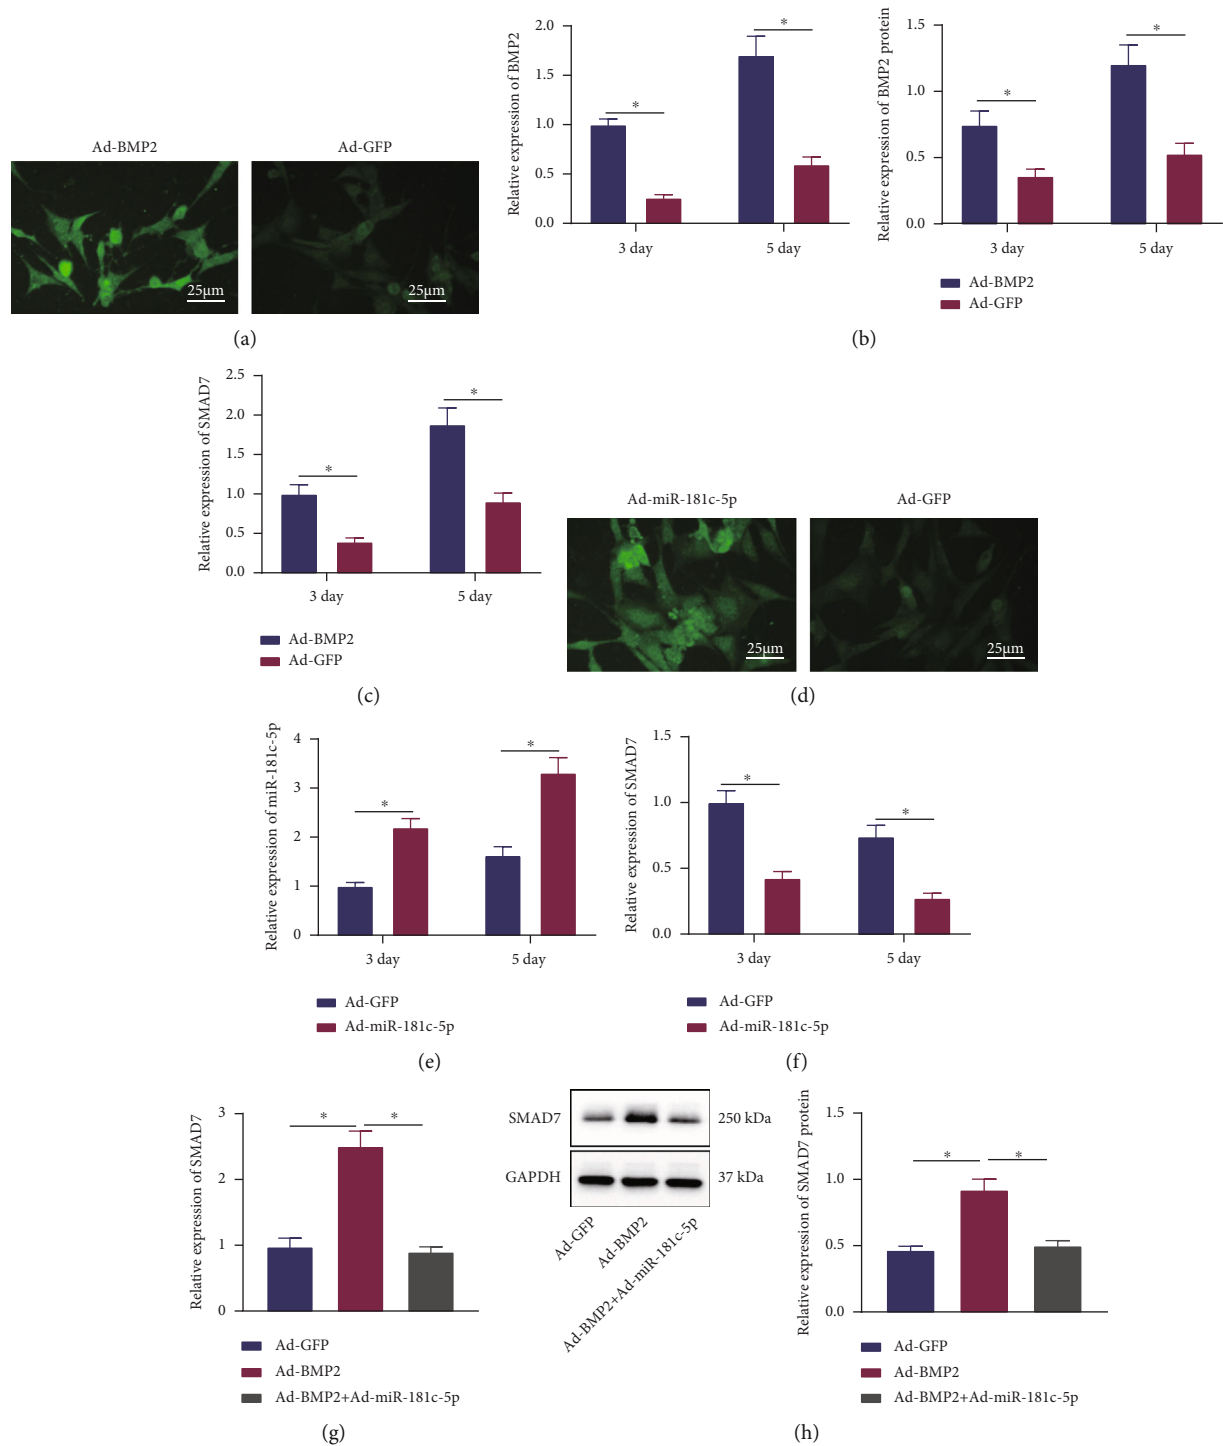 Ad-BMP2
Ad-GFP
25μm
25μm
(a)
Relative expression of BMP2
2.0
1.5
1.0
0.5
0.0
*
*
3 day
5 day
Relative expression of BMP2 protein
1.5
1.0
0.5
0.0
*
*
3 day
5 day
Ad-BMP2
Ad-GFP
(b)
Relative expression of SMAD7
2.5
2.0
1.5
1.0
0.5
0.0
*
*
3 day
5 day
Ad-BMP2
Ad-GFP
(c)
Ad-miR-181c-5p
Ad-GFP
25μm
25μm
(d)
Relative expression of miR-181c-5p
4
3
2
1
0
*
*
3 day
5 day
Ad-GFP
Ad-miR-181c-5p
(e)
Relative expression of SMAD7
1.5
1.0
0.5
0.0
*
*
3 day
5 day
Ad-GFP
Ad-miR-181c-5p
(f)
Relative expression of SMAD7
3
2
1
0
*
*
Ad-GFP
Ad-BMP2
Ad-BMP2+Ad-miR-181c-5p
(g)
SMAD7
250 kDa
GAPDH
37 kDa
Ad-GFP
Ad-BMP2
Ad-BMP2+Ad-miR-181c-5p
Relative expression of SMAD7 protein
1.5
1.0
0.5
0.0
*
*
Ad-GFP
Ad-BMP2
Ad-BMP2+Ad-miR-181c-5p
(h)